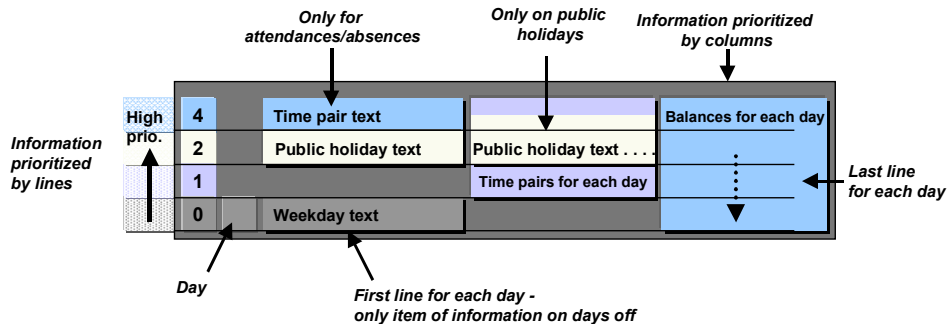 Only for
attendances/absences
Only on public
holidays
Information prioritized
by columns
High
prio.
4
Time pair text
Balances for each day
Information
prioritized
by lines
2
Public holiday text
Public holiday text . . . .
1
Time pairs for each day
Last line
for each day
0
Weekday text
Day
First line for each day -
only item of information on days off